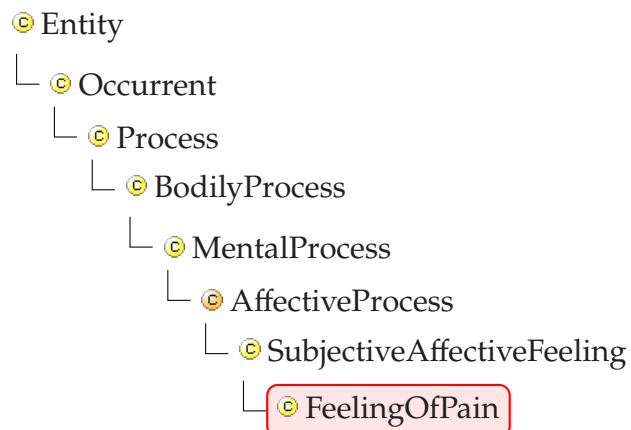 © Entity
© Occurrent
© Process
© BodilyProcess
© MentalProcess
© AffectiveProcess
© SubjectiveAffectiveFeeling
© FeelingOfPain